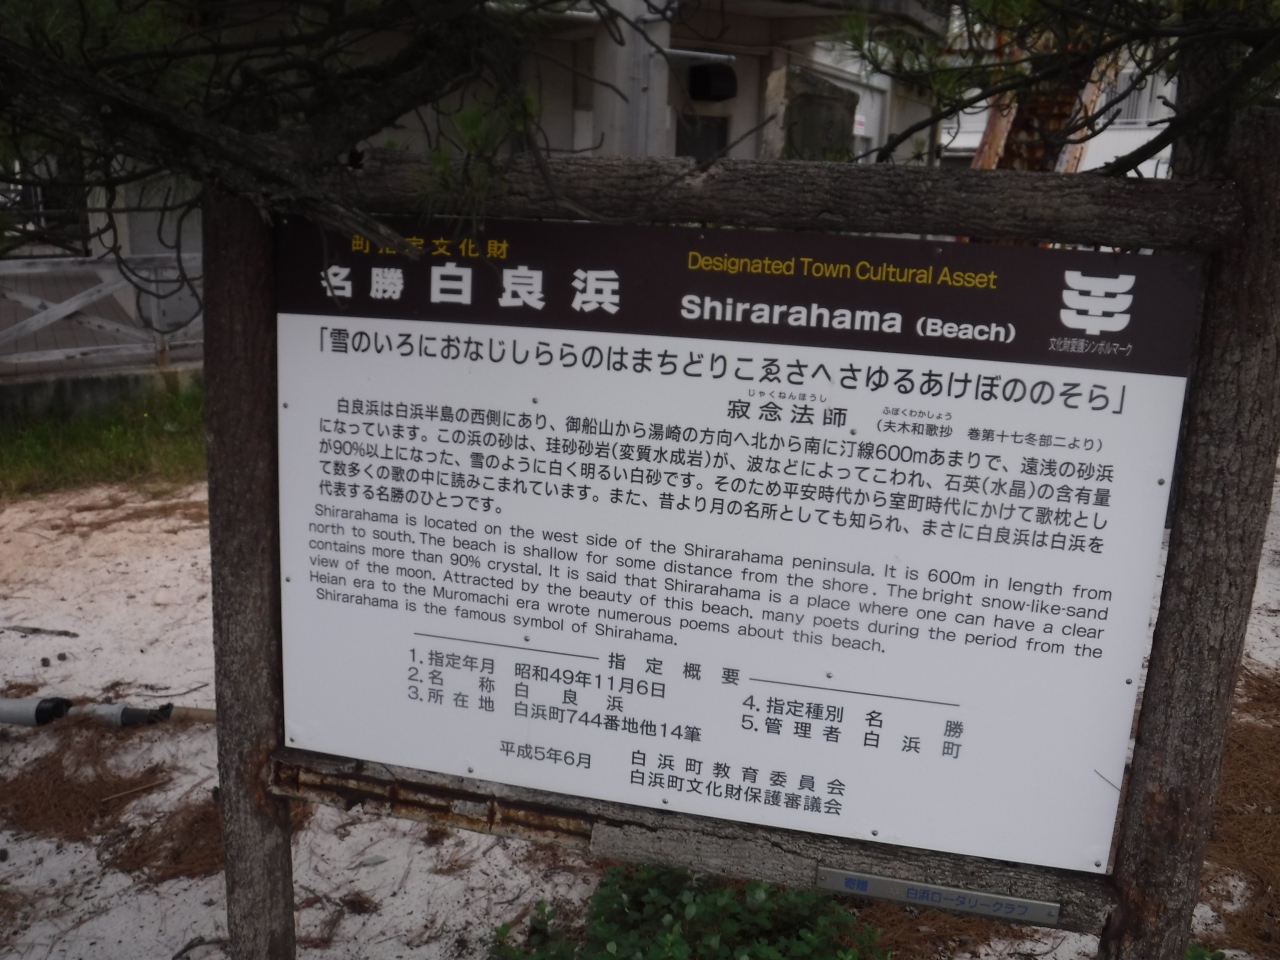 町指定文化財
名勝 白良浜
Designated Town Cultural Asset
Shirarahama (Beach)
文化財愛護シンボルマーク
「雪のいろにおなじしららのはまちどりこゑさへさゆるあけぼののそら」
じゃくねんほうし
寂念法師
ふぼくわかしょう
(夫木和歌抄 巻第十七冬部二より)
白良浜は白浜半島の西側にあり、御船山から湯崎の方向へ北から南に汀線600mあまりで、遠浅の砂浜
になっています。この浜の砂は、珪砂砂岩(変質水成岩)が、波などによってこわれ、石英(水晶)の含有量
が90%以上になった、雪のように白く明るい白砂です。そのため平安時代から室町時代にかけて歌枕とし
て数多くの歌の中に読みこまれています。また、昔より月の名所としても知られ、まさに白良浜は白浜を
代表する名勝のひとつです。
Shirarahama is located on the west side of the Shirarahama peninsula. It is 600m in length from
north to south. The beach is shallow for some distance from the shore. The bright snow-like-sand
contains more than 90% crystal. It is said that Shirarahama is a place where one can have a clear
view of the moon. Attracted by the beauty of this beach, many poets during the period from the
Heian era to the Muromachi era wrote numerous poems about this beach.
Shirarahama is the famous symbol of Shirahama.
指定概要
1. 指定年月 昭和49年11月6日
2. 名称 白良浜
3. 所在地 白浜町744番地他14筆
4. 指定種別 名勝
5. 管理者 白浜町
平成5年6月 白浜町教育委員会
白浜町文化財保護審議会
寄贈 白浜ロータリークラブ